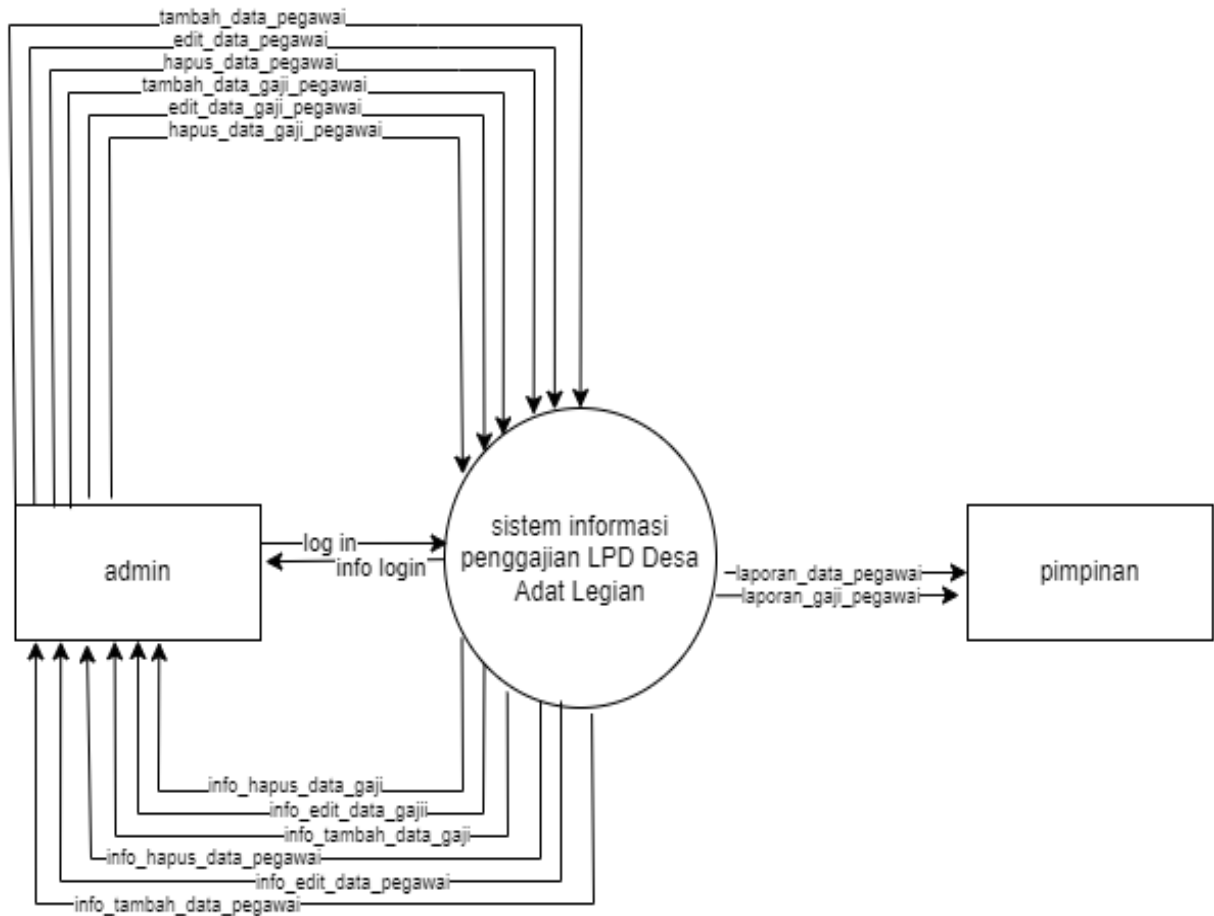 tambah_data_pegawai
edit_data_pegawai
hapus_data_pegawai
tambah_data_gaji_pegawai
edit_data_gaji_pegawai
hapus_data_gaji_pegawai
admin
log in
info login
sistem informasi
penggajian LPD Desa
Adat Legian
laporan_data_pegawai
laporan_gaji_pegawai
pimpinan
info_hapus_data_gaji
info_edit_data_gajii
info_tambah_data_gaji
info_hapus_data_pegawai
info_edit_data_pegawai
info_tambah_data_pegawai